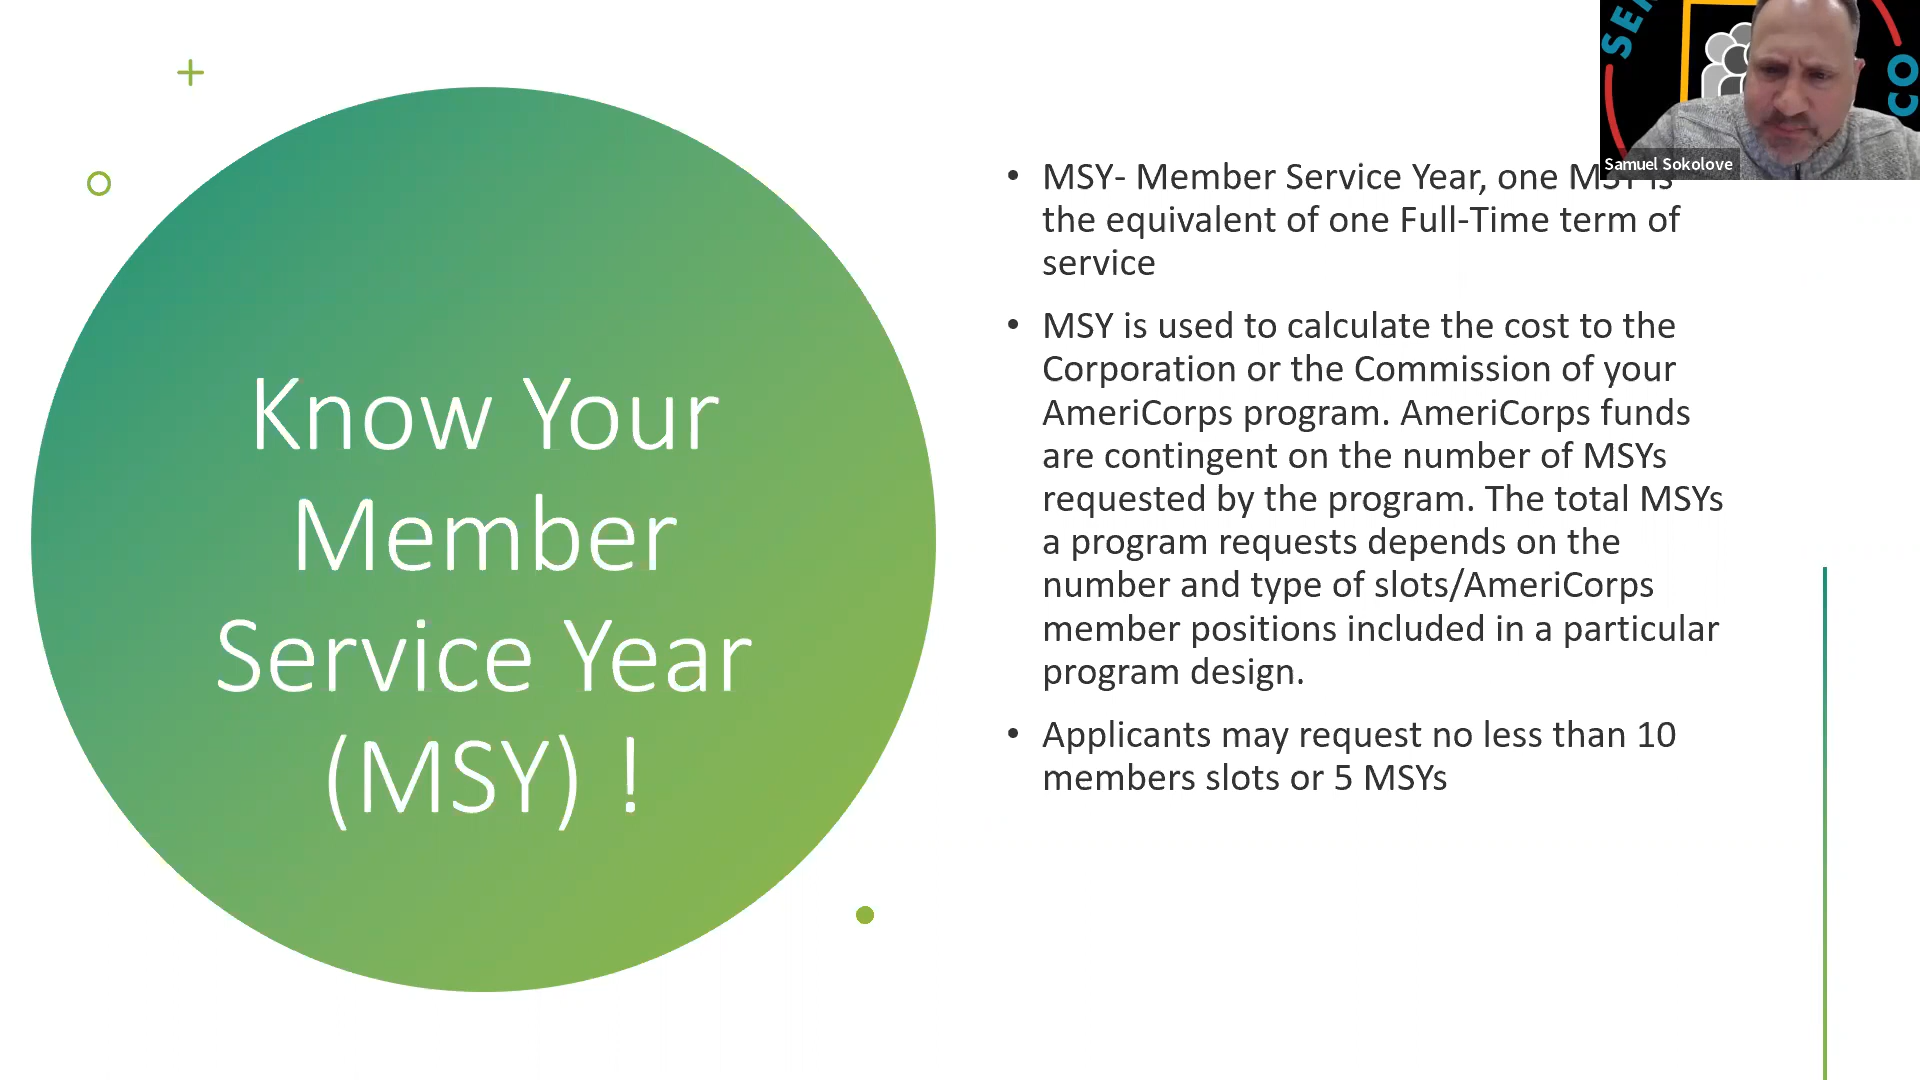 Know Your
Member
Service Year
(MSY) !
• MSY- Member Service Year, one MSY is
the equivalent of one Full-Time term of
service
• MSY is used to calculate the cost to the
Corporation or the Commission of your
AmeriCorps program. AmeriCorps funds
are contingent on the number of MSYs
requested by the program. The total MSYs
a program requests depends on the
number and type of slots/AmeriCorps
member positions included in a particular
program design.
• Applicants may request no less than 10
members slots or 5 MSYs
Samuel Sokolove